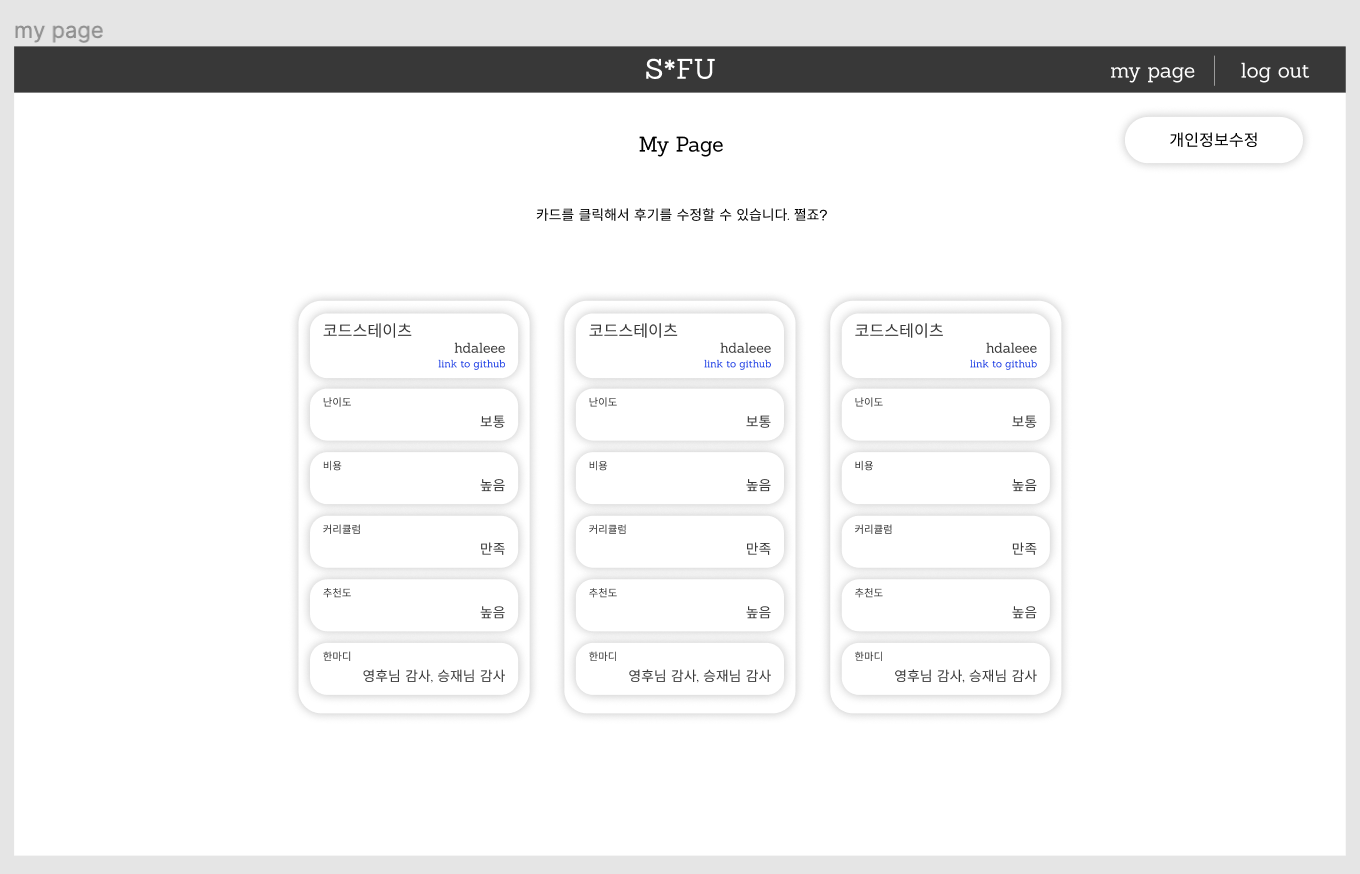 my page
S*FU
my page
log out
My Page
개인정보수정
카드를 클릭해서 후기를 수정할 수 있습니다. 쩔죠?
코드스테이츠
hdaleee
link to github
난이도
보통
비용
높음
커리큘럼
만족
추천도
높음
한마디
영후님 감사, 승재님 감사
코드스테이츠
hdaleee
link to github
난이도
보통
비용
높음
커리큘럼
만족
추천도
높음
한마디
영후님 감사, 승재님 감사
코드스테이츠
hdaleee
link to github
난이도
보통
비용
높음
커리큘럼
만족
추천도
높음
한마디
영후님 감사, 승재님 감사